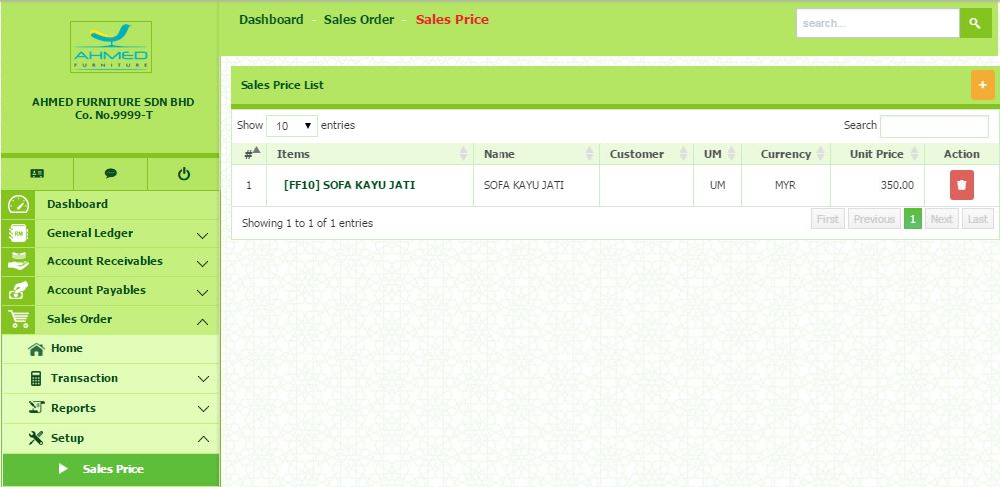 AHMED
FURNITURE
AHMED FURNITURE SDN BHD
Co. No.9999-T
Dashboard
RM
General Ledger
Account Receivables
Account Payables
Sales Order
Home
Transaction
Reports
Setup
Sales Price
Dashboard - Sales Order - Sales Price
search...
Sales Price List
+
Show 10 entries
Search
# Items Name Customer UM Currency Unit Price Action
1 [FF10] SOFA KAYU JATI SOFA KAYU JATI UM MYR 350.00
Showing 1 to 1 of 1 entries
First Previous 1 Next Last